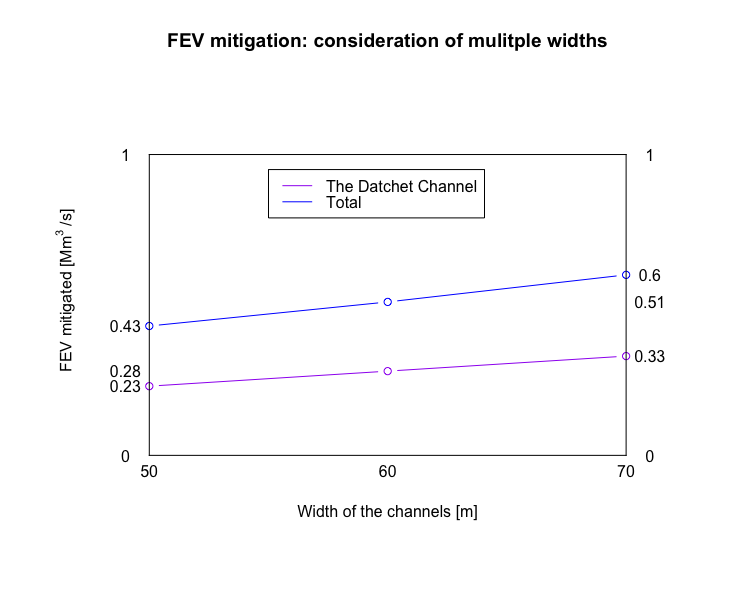 FEV mitigation: consideration of mulitple widths
1 1
The Datchet Channel
Total
FEV mitigated [Mm³ /s]
0.6
0.51
0.43
0.28
0.33
0.23
0 0
50 60 70
Width of the channels [m]